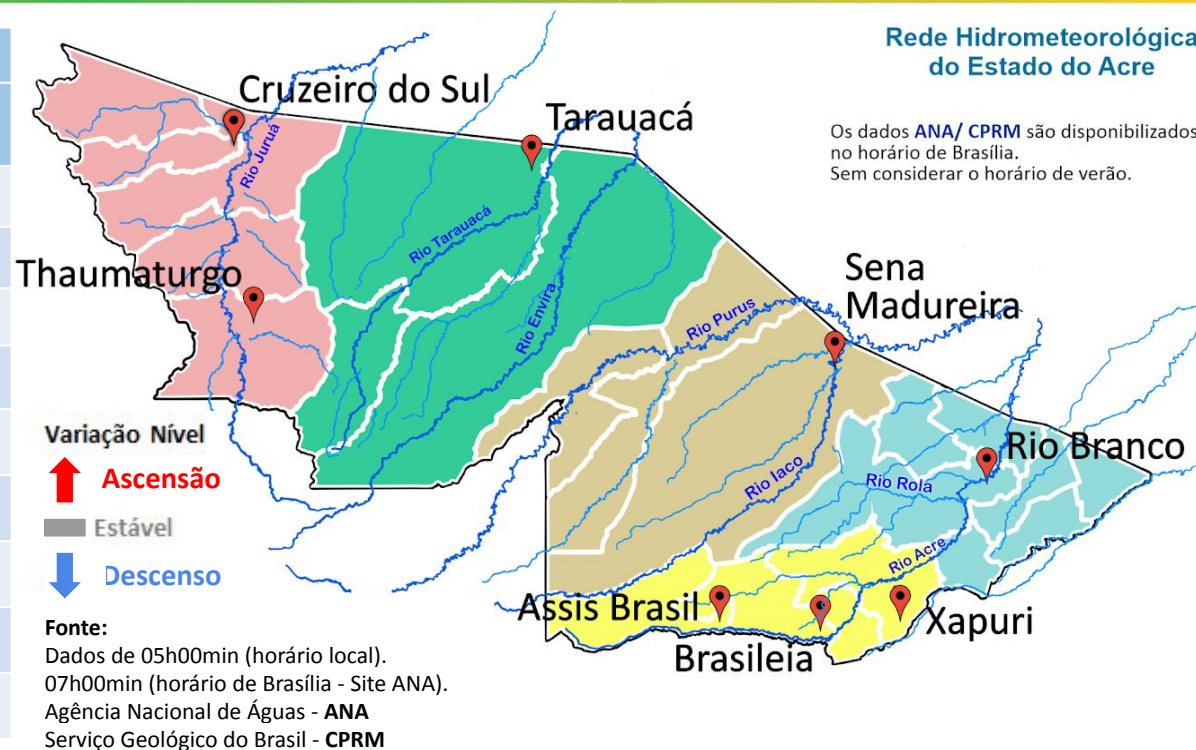 Rede Hidrometeorológica
do Estado do Acre
Os dados ANA/ CPRM são disponibilizados
no horário de Brasília.
Sem considerar o horário de verão.
Cruzeiro do Sul
Tarauacá
Rio Juruá
Rio Tarauacá
Thaumaturgo
Rio Envira
Sena
Madureira
Rio Purus
Rio Branco
Rio Iaco
Rio Rola
Rio Acre
Assis Brasil
Brasileia
Xapuri
Variação Nível
Ascensão
Estável
Descenso
Fonte:
Dados de 05h00min (horário local).
07h00min (horário de Brasília - Site ANA).
Agência Nacional de Águas - ANA
Serviço Geológico do Brasil - CPRM